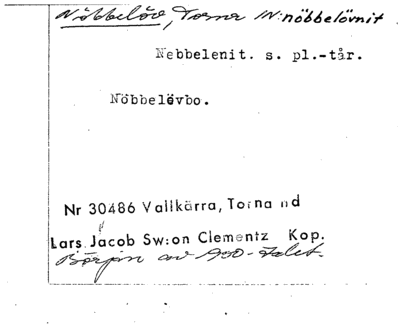 Nöbbelöv, Torna IN: nöbbelövnit
Nebbelenit. s. pl.-tår.
Nöbbelövbo.
Nr 30486 Vallkärra, Torna hd
Lars Jacob Sw:on Clementz Kop.
Början av 900-talet.